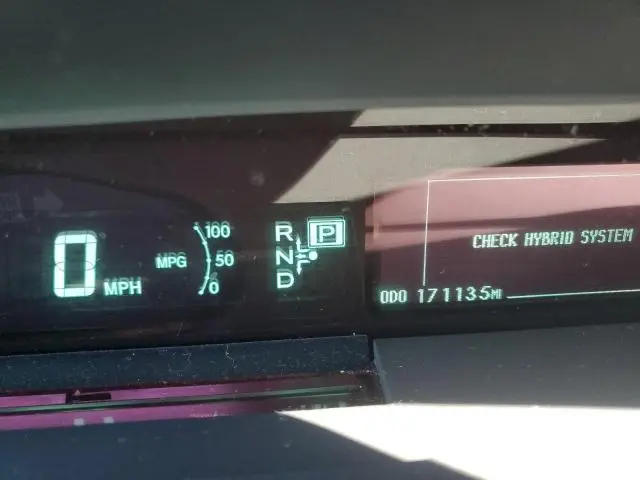 0 MPH
MPG
100
50
0
R P
N
D
CHECK HYBRID SYSTEM
ODO 171135MI